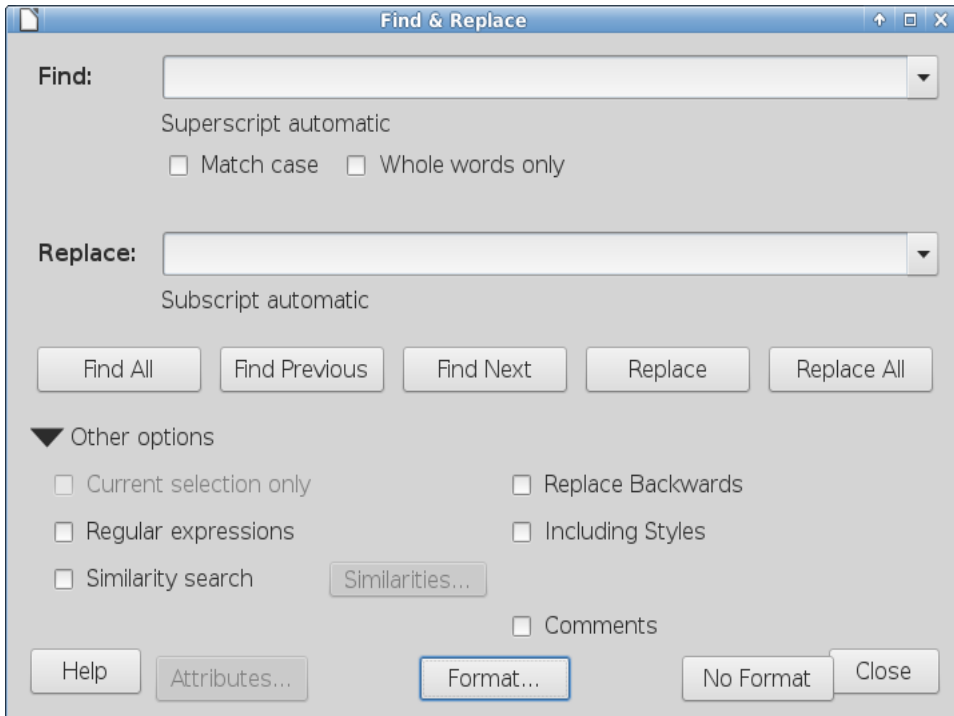 Find & Replace
Find:
Superscript automatic
Match case Whole words only
Replace:
Subscript automatic
Find All Find Previous Find Next Replace Replace All
Other options
Current selection only Replace Backwards
Regular expressions Including Styles
Similarity search Similarities...
Comments
Help Attributes... Format... No Format Close